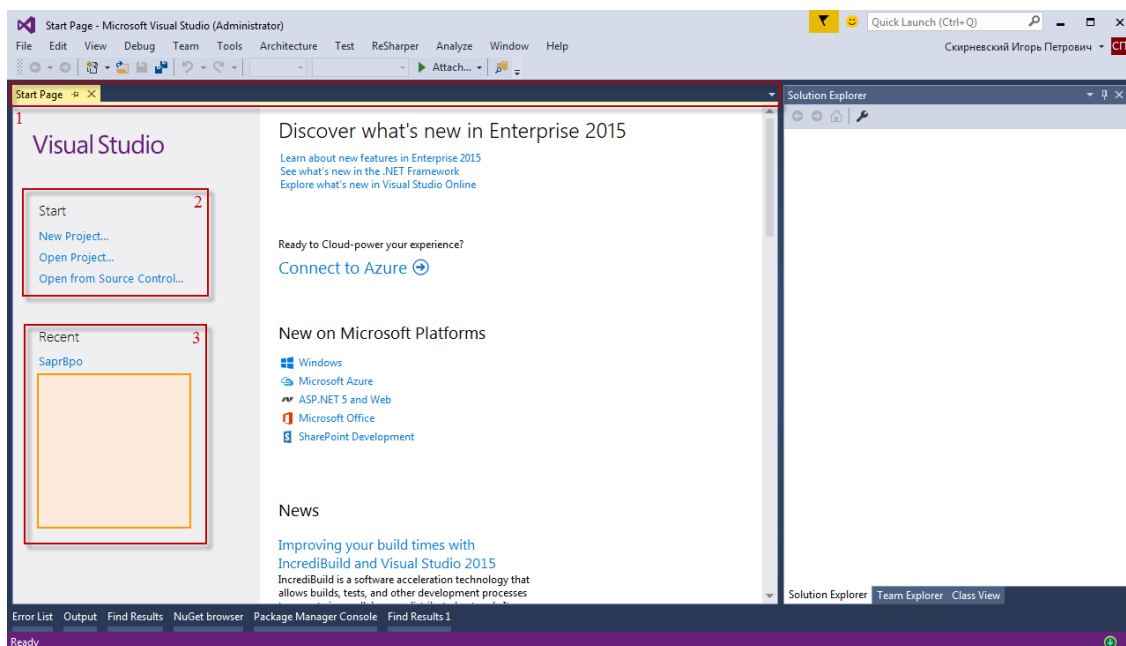 Start Page - Microsoft Visual Studio (Administrator)
Quick Launch (Ctrl+Q)
File Edit View Debug Team Tools Architecture Test ReSharper Analyze Window Help
Скирневский Игорь Петрович
СП
Attach...
Start Page
Solution Explorer
1
Visual Studio
2
Start
New Project...
Open Project...
Open from Source Control...
3
Recent
SaprBpo
Discover what's new in Enterprise 2015
Learn about new features in Enterprise 2015
See what's new in the .NET Framework
Explore what's new in Visual Studio Online
Ready to Cloud-power your experience?
Connect to Azure
New on Microsoft Platforms
Windows
Microsoft Azure
ASP.NET 5 and Web
Microsoft Office
SharePoint Development
News
Improving your build times with
IncrediBuild and Visual Studio 2015
IncrediBuild is a software acceleration technology that
allows builds, tests, and other development processes
Solution Explorer Team Explorer Class View
Error List Output Find Results NuGet browser Package Manager Console Find Results 1
Ready